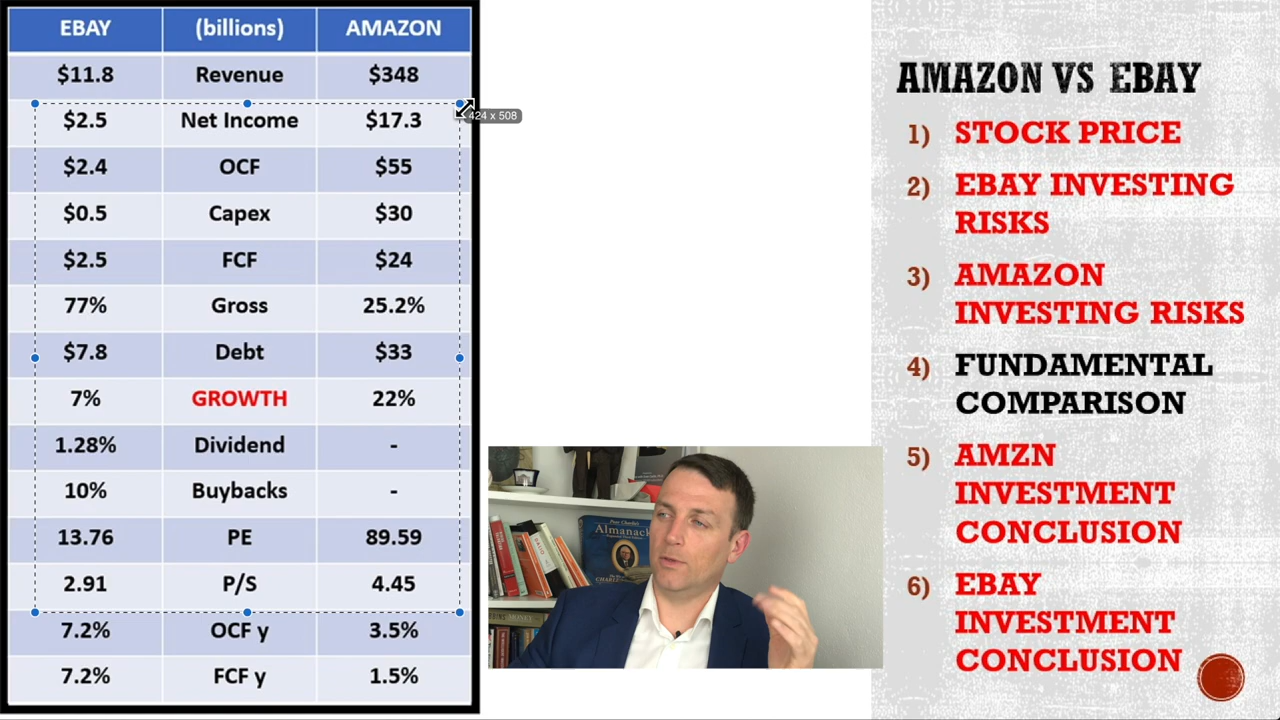 EBAY (billions) AMAZON
$11.8 Revenue $348
$2.5 Net Income $17.3
$2.4 OCF $55
$0.5 Capex $30
$2.5 FCF $24
77% Gross 25.2%
$7.8 Debt $33
7% GROWTH 22%
1.28% Dividend -
10% Buybacks -
13.76 PE 89.59
2.91 P/S 4.45
7.2% OCF y 3.5%
7.2% FCF y 1.5%
424 x 508
Almanack
AMAZON VS EBAY
1) STOCK PRICE
2) EBAY INVESTING
RISKS
3) AMAZON
INVESTING RISKS
4) FUNDAMENTAL
COMPARISON
5) AMZN
INVESTMENT
CONCLUSION
6) EBAY
INVESTMENT
CONCLUSION